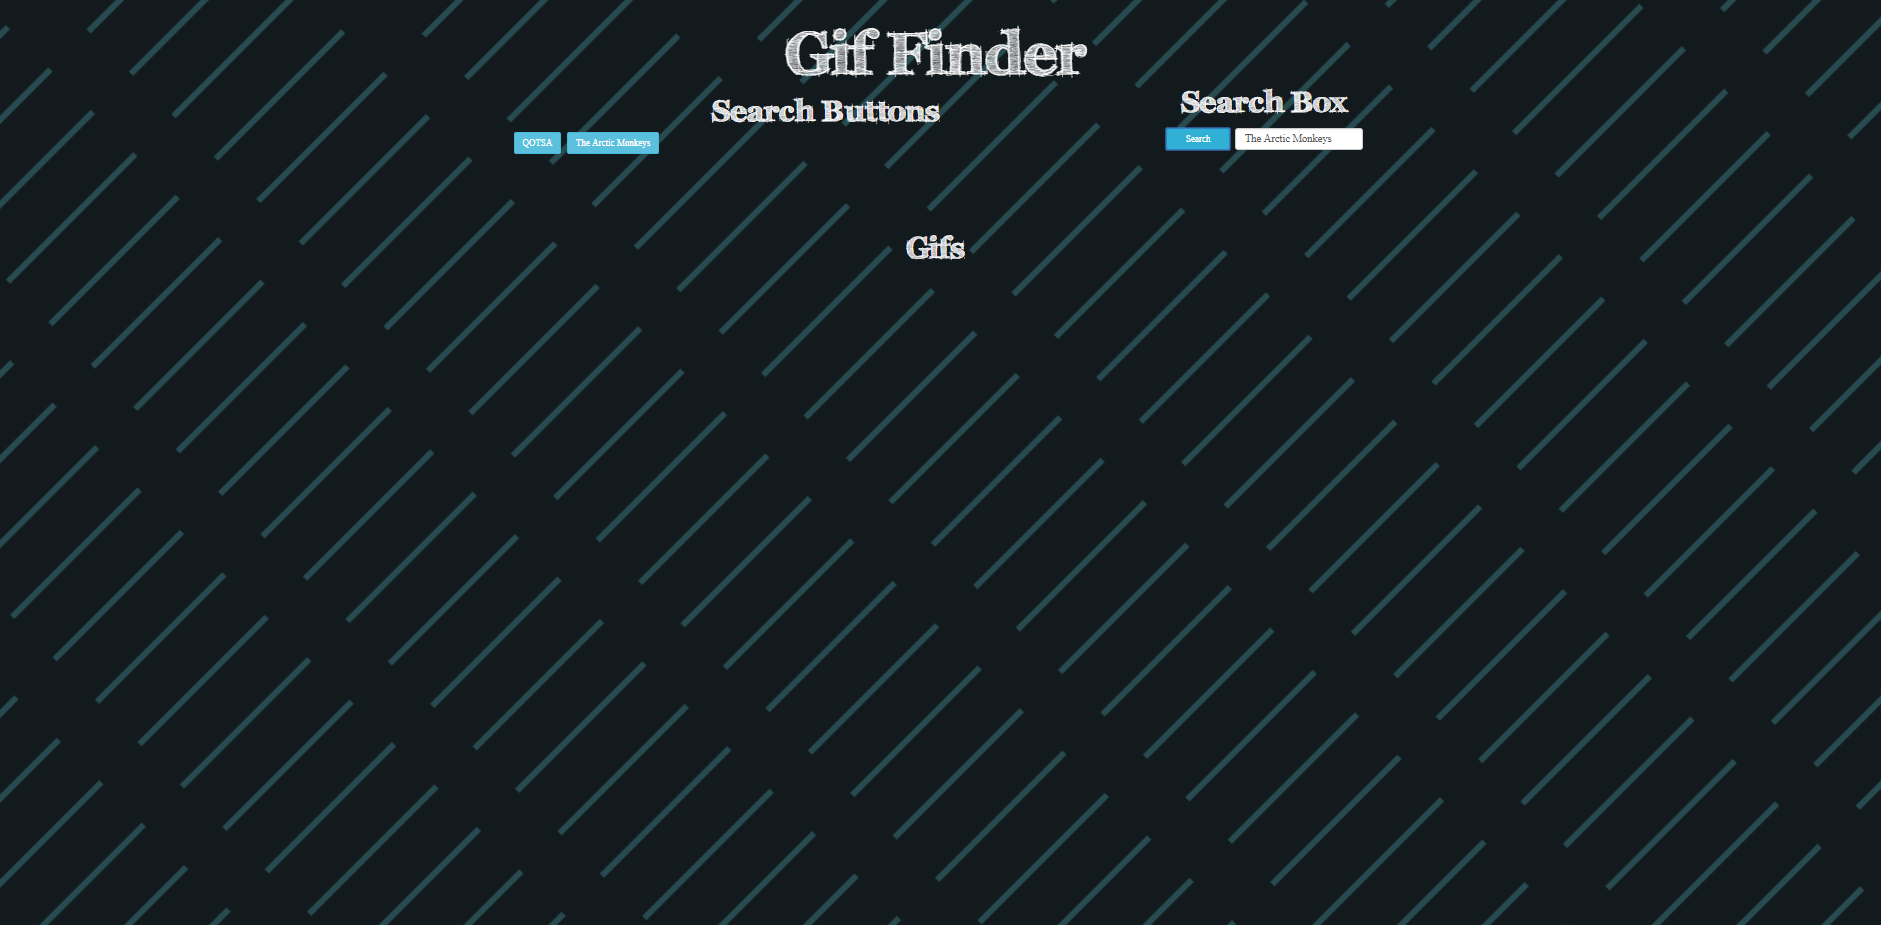 Gif Finder
Search Buttons
Search Box
QOTSA
The Arctic Monkeys
Search
The Arctic Monkeys
Gifs